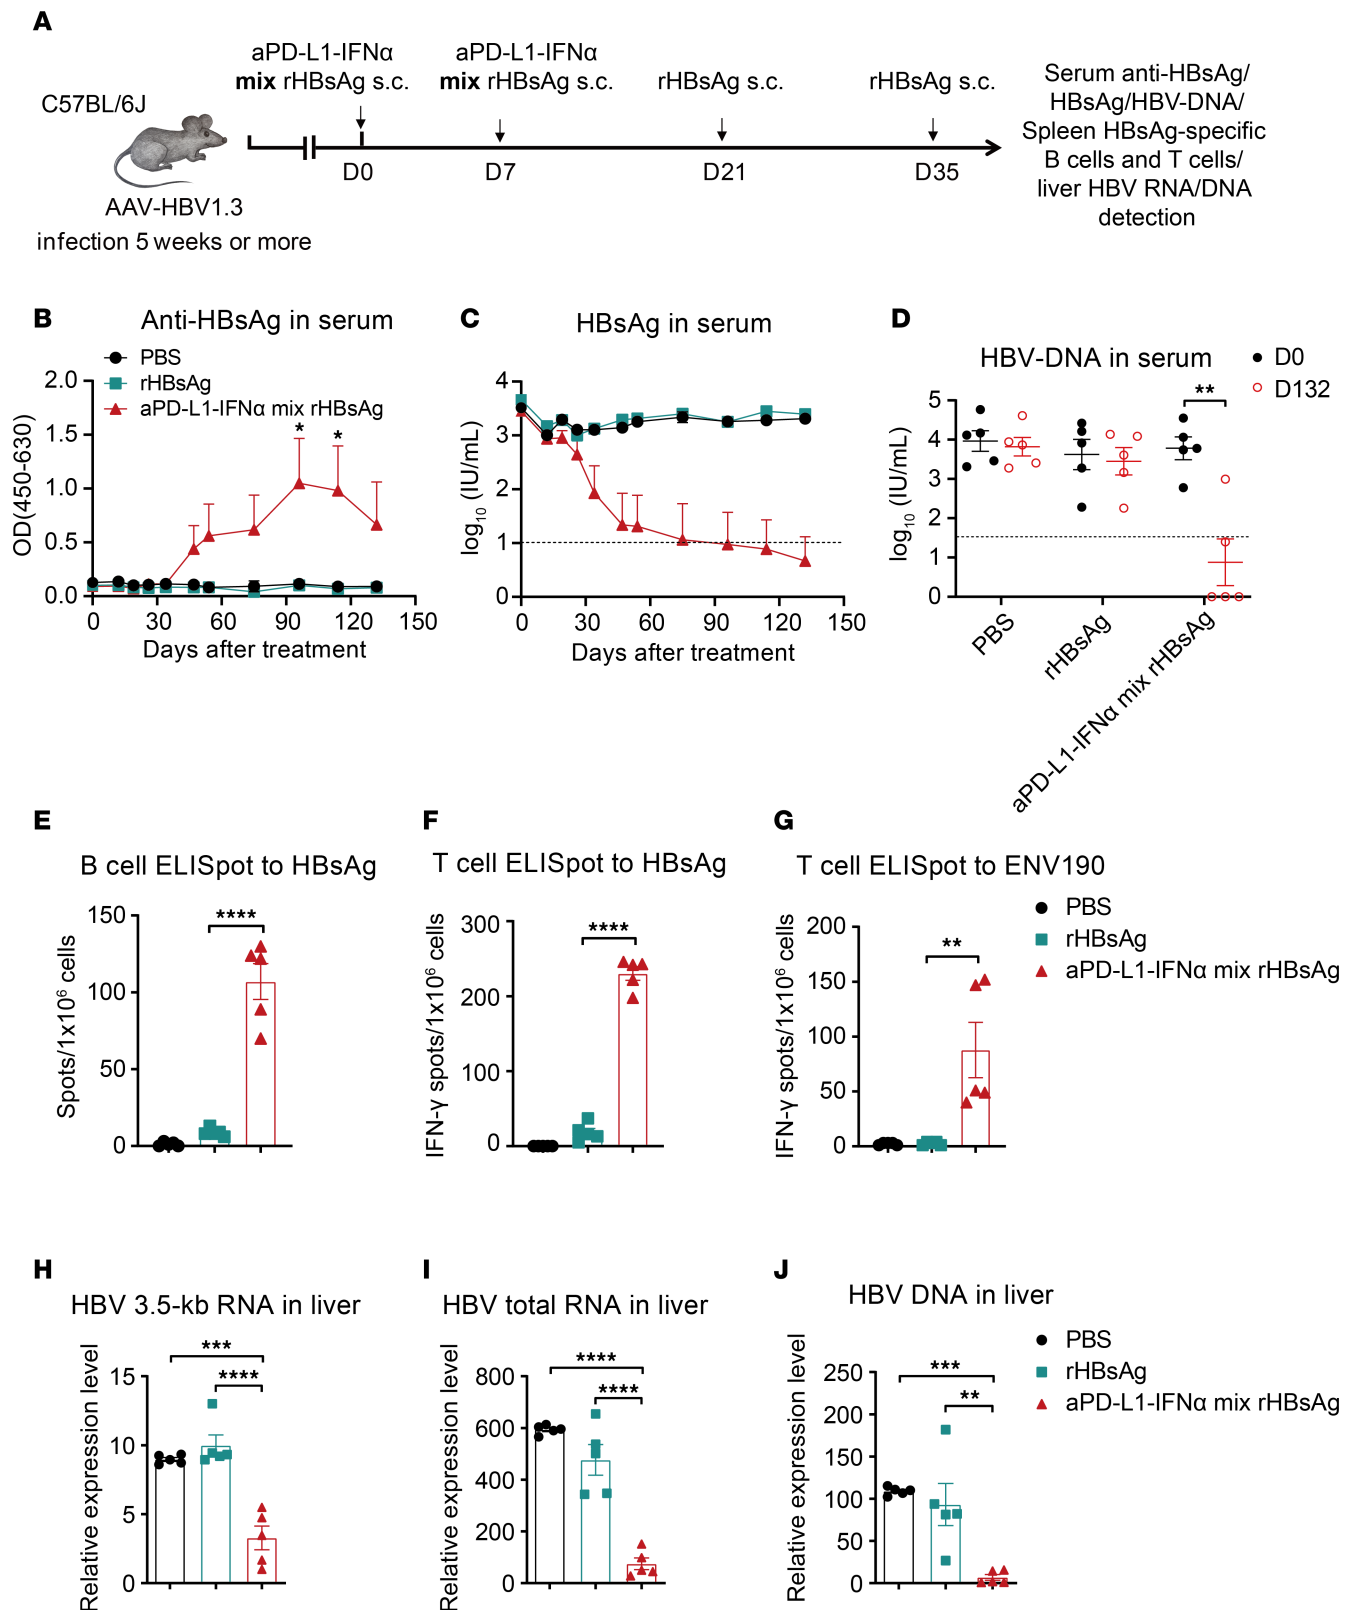 A
aPD-L1-IFNα
mix rHBsAg s.c.
aPD-L1-IFNα
mix rHBsAg s.c.
rHBsAg s.c.
rHBsAg s.c.
C57BL/6J
D0
D7
D21
D35
AAV-HBV1.3
infection 5 weeks or more
Serum anti-HBsAg/
HBsAg/HBV-DNA/
Spleen HBsAg-specific
B cells and T cells/
liver HBV RNA/DNA
detection
B
Anti-HBsAg in serum
PBS
rHBsAg
aPD-L1-IFNα mix rHBsAg
OD(450-630)
2.0
1.5
1.0
0.5
0.0
* *
0 30 60 90 120 150
Days after treatment
C
HBsAg in serum
log10 (IU/mL)
4
3
2
1
0
0 30 60 90 120 150
Days after treatment
D
HBV-DNA in serum
D0
D132
**
log10 (IU/mL)
5
4
3
2
1
0
PBS
rHBsAg
aPD-L1-IFNα mix rHBsAg
E
B cell ELISpot to HBsAg
Spots/1x10⁶ cells
150
100
50
0
****
F
T cell ELISpot to HBsAg
IFN-γ spots/1x10⁶ cells
300
200
100
0
****
G
T cell ELISpot to ENV190
IFN-γ spots/1x10⁶ cells
200
150
100
50
0
**
PBS
rHBsAg
aPD-L1-IFNα mix rHBsAg
H
HBV 3.5-kb RNA in liver
Relative expression level
15
10
5
0
***
****
I
HBV total RNA in liver
Relative expression level
800
600
400
200
0
****
****
J
HBV DNA in liver
Relative expression level
250
200
150
100
50
0
***
**
PBS
rHBsAg
aPD-L1-IFNα mix rHBsAg